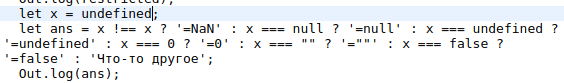 Out.log(restricted);
let x = undefined;
let ans = x !== x ? '=NaN' : x === null ? '=null' : x === undefined ?
'=undefined' : x === 0 ? '=0' : x === "" ? '=""' : x === false ?
'=false' : 'Что-то другое';
Out.log(ans);